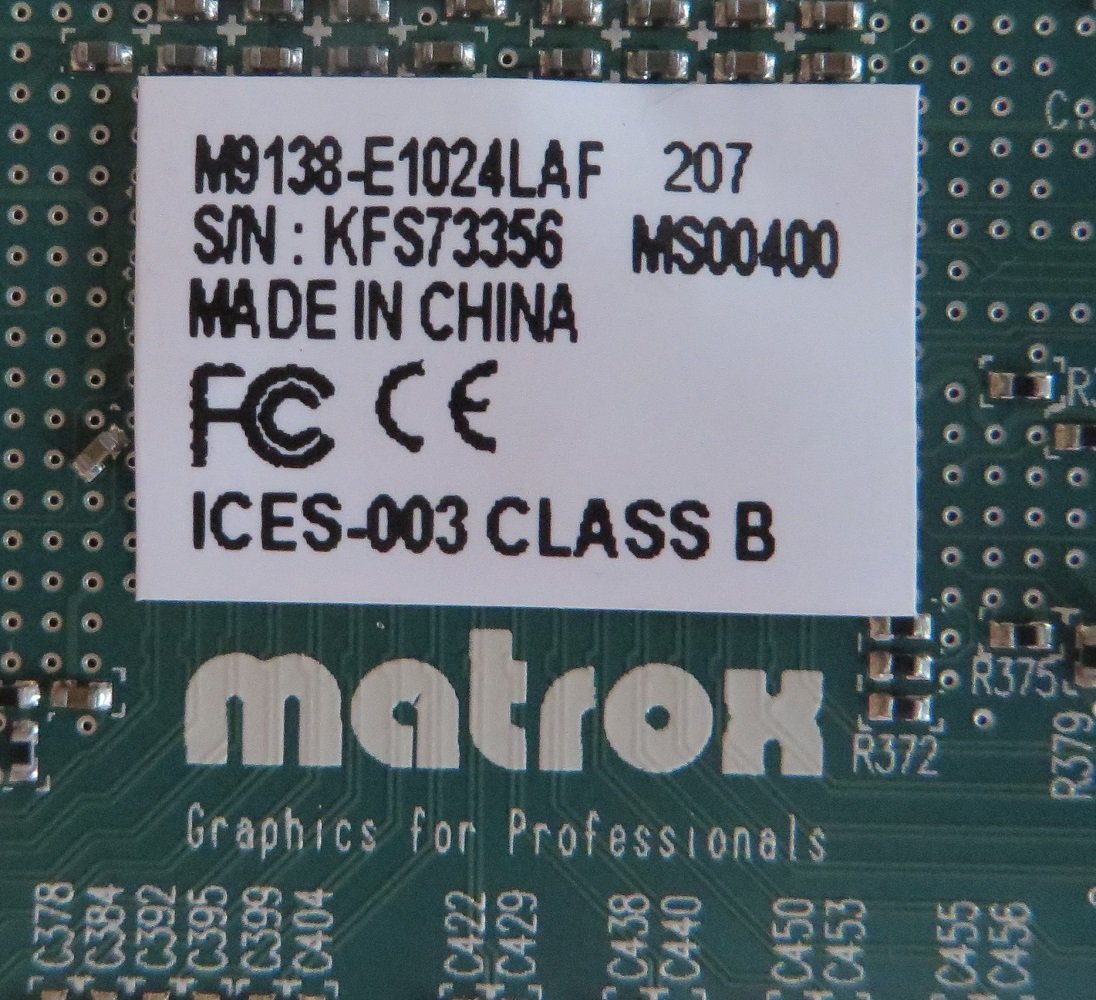 M9138-E1024LAF 207
S/N : KFS73356 MS00400
MADE IN CHINA
FC CE
ICES-003 CLASS B
matrox
R375
R372
R379
Graphics for Professionals
C378 C384 C392 C395 C399 C404 C422 C429 C438 C440 C450 C453 C455 C456